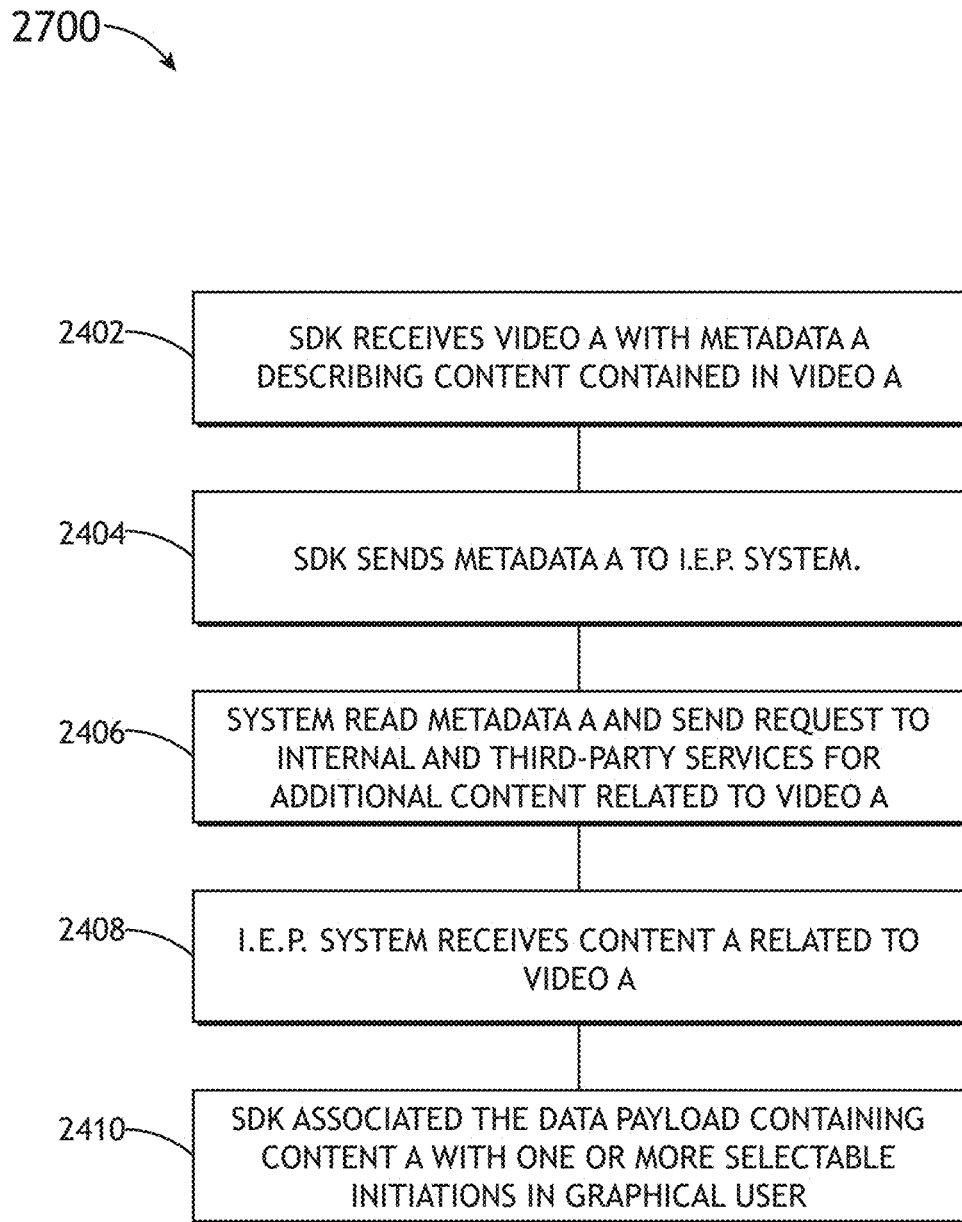 2700
2402
SDK RECEIVES VIDEO A WITH METADATA A
DESCRIBING CONTENT CONTAINED IN VIDEO A
2404
SDK SENDS METADATA A TO I.E.P. SYSTEM.
2406
SYSTEM READ METADATA A AND SEND REQUEST TO
INTERNAL AND THIRD-PARTY SERVICES FOR
ADDITIONAL CONTENT RELATED TO VIDEO A
2408
I.E.P. SYSTEM RECEIVES CONTENT A RELATED TO
VIDEO A
2410
SDK ASSOCIATED THE DATA PAYLOAD CONTAINING
CONTENT A WITH ONE OR MORE SELECTABLE
INITIATIONS IN GRAPHICAL USER